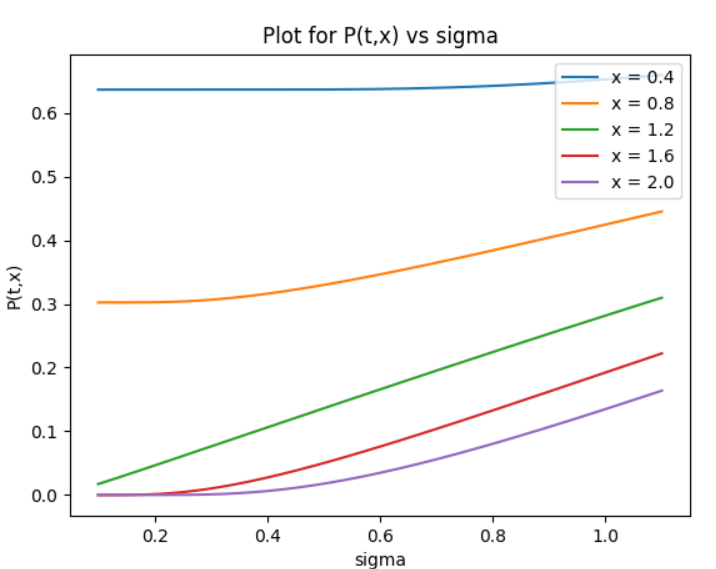 Plot for P(t,x) vs sigma
x = 0.4
x = 0.8
x = 1.2
x = 1.6
x = 2.0
P(t,x)
0.6
0.5
0.4
0.3
0.2
0.1
0.0
0.2 0.4 0.6 0.8 1.0
sigma